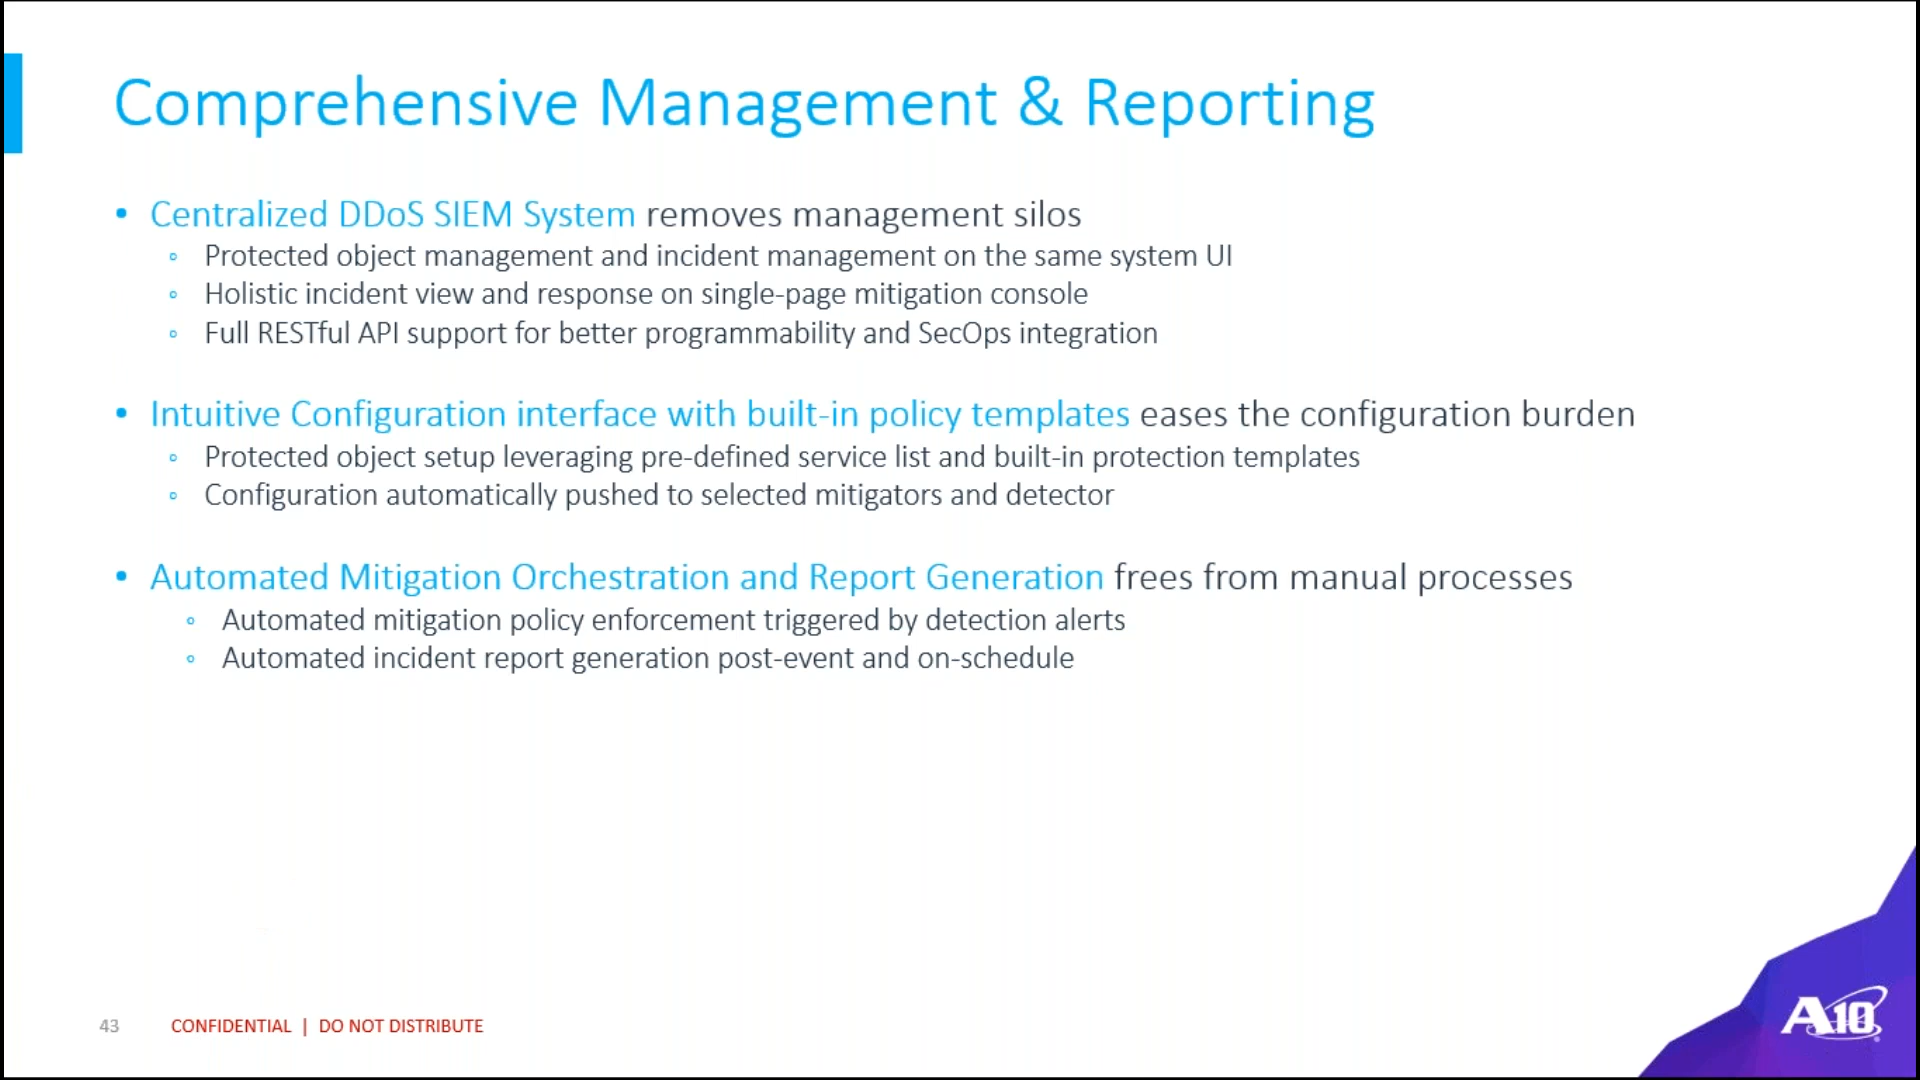 Comprehensive Management & Reporting
• Centralized DDoS SIEM System removes management silos
◦ Protected object management and incident management on the same system UI
◦ Holistic incident view and response on single-page mitigation console
◦ Full RESTful API support for better programmability and SecOps integration
• Intuitive Configuration interface with built-in policy templates eases the configuration burden
◦ Protected object setup leveraging pre-defined service list and built-in protection templates
◦ Configuration automatically pushed to selected mitigators and detector
• Automated Mitigation Orchestration and Report Generation frees from manual processes
◦ Automated mitigation policy enforcement triggered by detection alerts
◦ Automated incident report generation post-event and on-schedule
43 CONFIDENTIAL | DO NOT DISTRIBUTE
A10